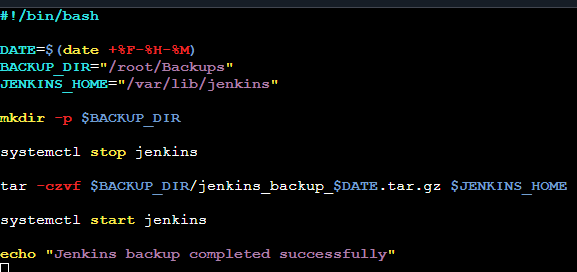 #!/bin/bash
DATE=$(date +%F-%H-%M)
BACKUP_DIR="/root/Backups"
JENKINS_HOME="/var/lib/jenkins"
mkdir -p $BACKUP_DIR
systemctl stop jenkins
tar -czvf $BACKUP_DIR/jenkins_backup_$DATE.tar.gz $JENKINS_HOME
systemctl start jenkins
echo "Jenkins backup completed successfully"